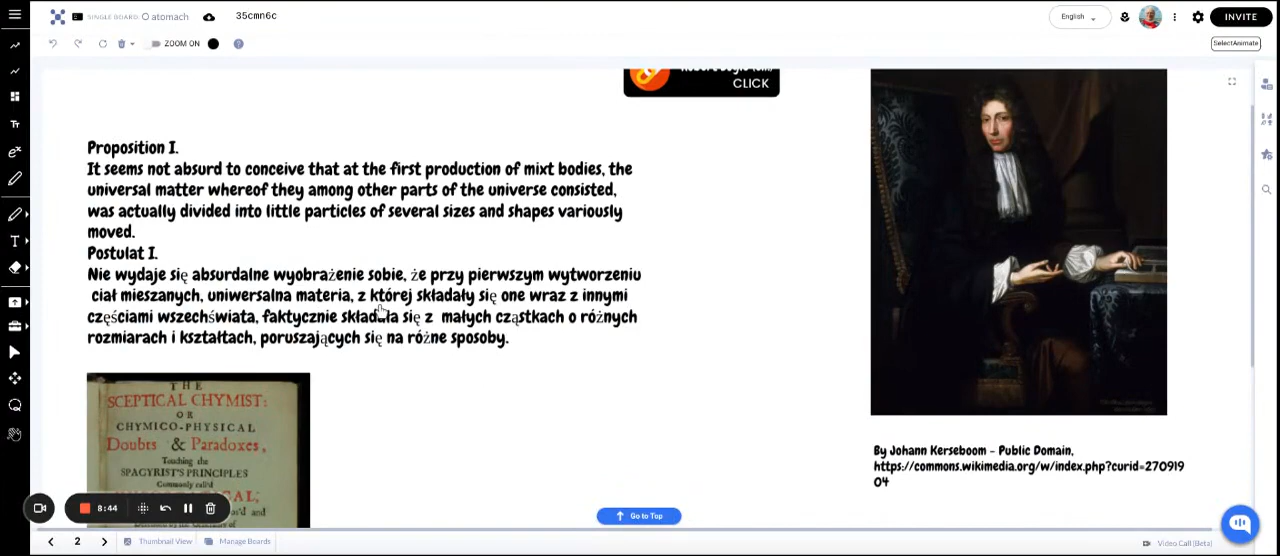 SINGLE BOARD: O atomach
35cmn6c
English
INVITE
ZOOM ON
SelectAnimate
CLICK
Proposition I.
It seems not absurd to conceive that at the first production of mixt bodies, the
universal matter whereof they among other parts of the universe consisted,
was actually divided into little particles of several sizes and shapes variously
moved.
Postulat I.
Nie wydaje się absurdalne wyobrażenie sobie, że przy pierwszym wytworzeniu
ciał mieszanych, uniwersalna materia, z której składały się one wraz z innymi
częściami wszechświata, faktycznie składała się z małych cząstkach o różnych
rozmiarach i kształtach, poruszających się na różne sposoby.
THE
SCEPTICAL CHYMIST:
OR
CHYMICO-PHYSICAL
Doubts & Paradoxes,
Touching the
SPAGYRIST'S PRINCIPLES
Commonly call'd
By Johann Kerseboom - Public Domain,
https://commons.wikimedia.org/w/index.php?curid=270919
04
8:44
Go to Top
2
Thumbnail View
Manage Boards
Video Call(Beta)